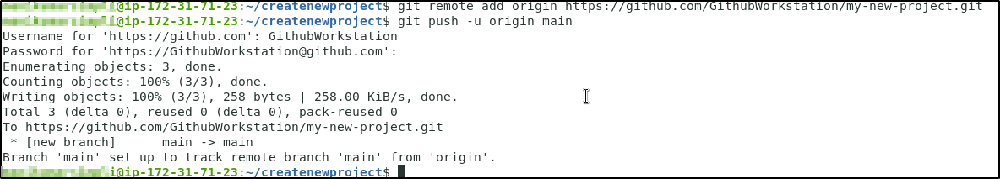 i@ip-172-31-71-23:~/createnewproject$ git remote add origin https://github.com/GithubWorkstation/my-new-project.git
i@ip-172-31-71-23:~/createnewproject$ git push -u origin main
Username for 'https://github.com': GithubWorkstation
Password for 'https://GithubWorkstation@github.com':
Enumerating objects: 3, done.
Counting objects: 100% (3/3), done.
Writing objects: 100% (3/3), 258 bytes | 258.00 KiB/s, done.
Total 3 (delta 0), reused 0 (delta 0), pack-reused 0
To https://github.com/GithubWorkstation/my-new-project.git
 * [new branch]      main -> main
Branch 'main' set up to track remote branch 'main' from 'origin'.
i@ip-172-31-71-23:~/createnewproject$